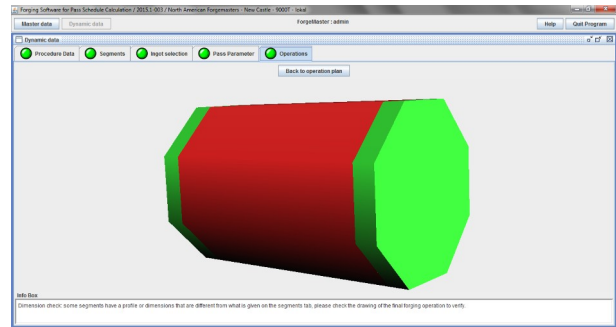 Forging Software for Pass Schedule Calculation / 2015.1-003 / North American Forgemasters - New Castle - 9000T - lokal
Master data
Dynamic data
ForgeMaster : admin
Help
Quit Program
Dynamic data
Procedure Data
Segments
Ingot selection
Pass Parameter
Operations
Back to operation plan
Info Box
Dimension check: some segments have a profile or dimensions that are different from what is given on the segments tab, please check the drawing of the final forging operation to verify.